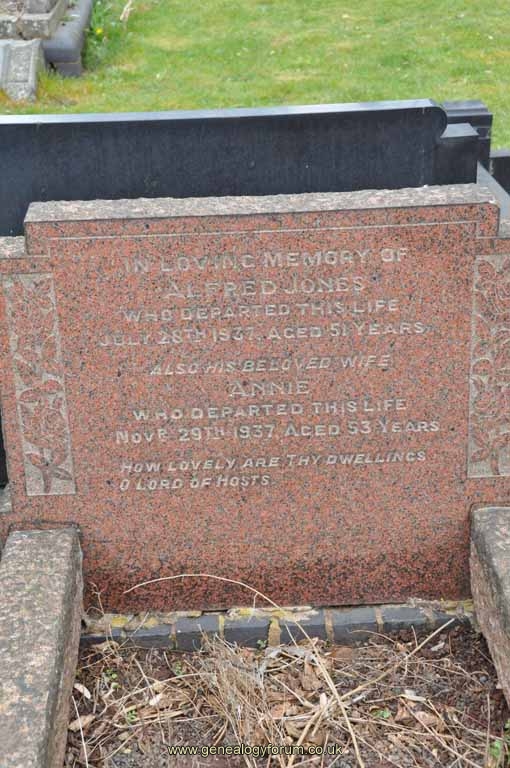 IN LOVING MEMORY OF
ALFRED JONES
WHO DEPARTED THIS LIFE
JULY 28TH 1937, AGED 51 YEARS.
ALSO HIS BELOVED WIFE
ANNIE
WHO DEPARTED THIS LIFE
NOVR 29TH 1937, AGED 53 YEARS
HOW LOVELY ARE THY DWELLINGS
O LORD OF HOSTS.
www.genealogyforum.co.uk